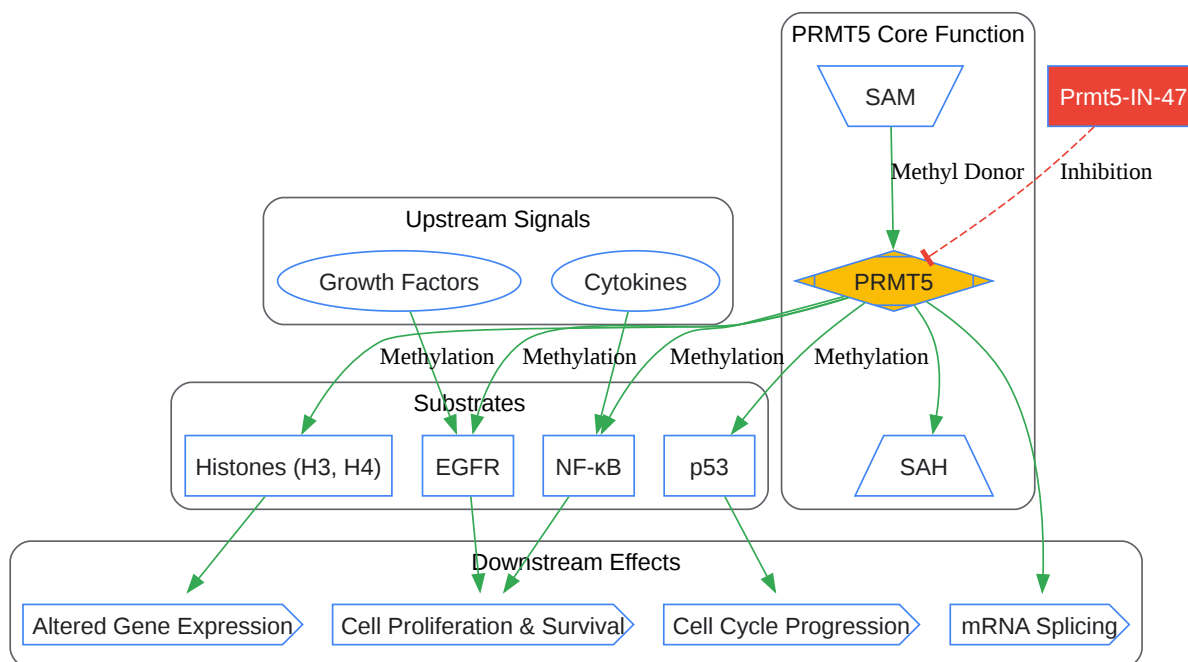 PRMT5 Core Function
SAM
Prmt5-IN-47
Methyl Donor
Inhibition
Upstream Signals
Growth Factors
Cytokines
PRMT5
Methylation
Methylation
Methylation
Methylation
Substrates
Histones (H3, H4)
EGFR
NF-κB
p53
SAH
Downstream Effects
Altered Gene Expression
Cell Proliferation & Survival
Cell Cycle Progression
mRNA Splicing